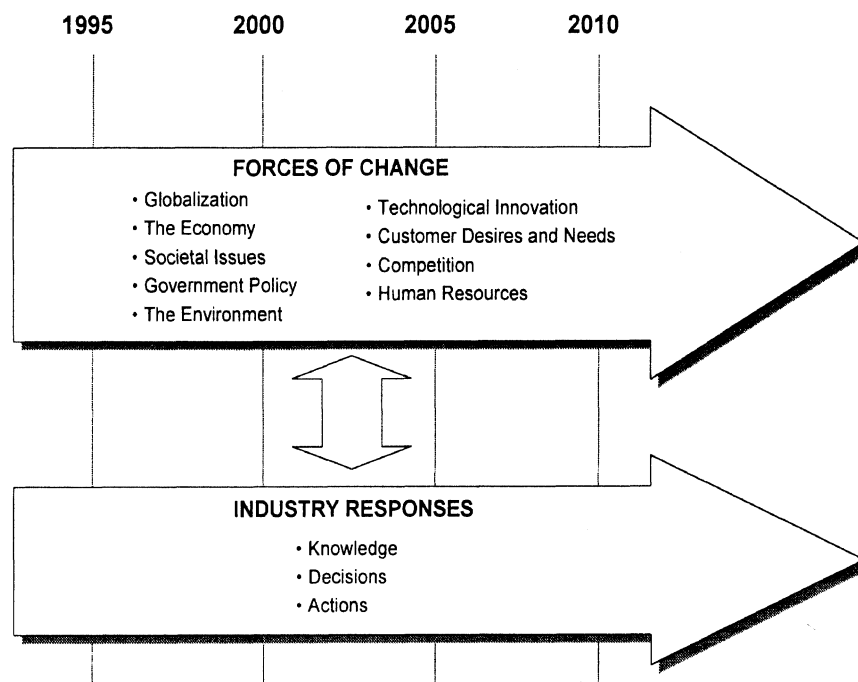 1995 2000 2005 2010
FORCES OF CHANGE
• Globalization
• The Economy
• Societal Issues
• Government Policy
• The Environment
• Technological Innovation
• Customer Desires and Needs
• Competition
• Human Resources
INDUSTRY RESPONSES
• Knowledge
• Decisions
• Actions